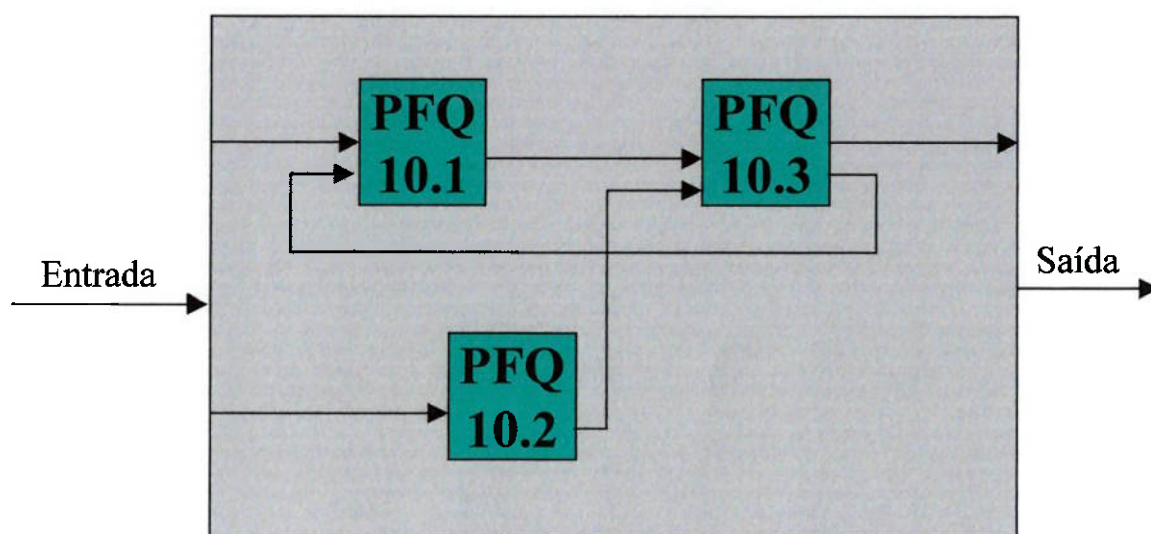 PFQ
10.1
PFQ
10.3
Entrada
Saída
PFQ
10.2